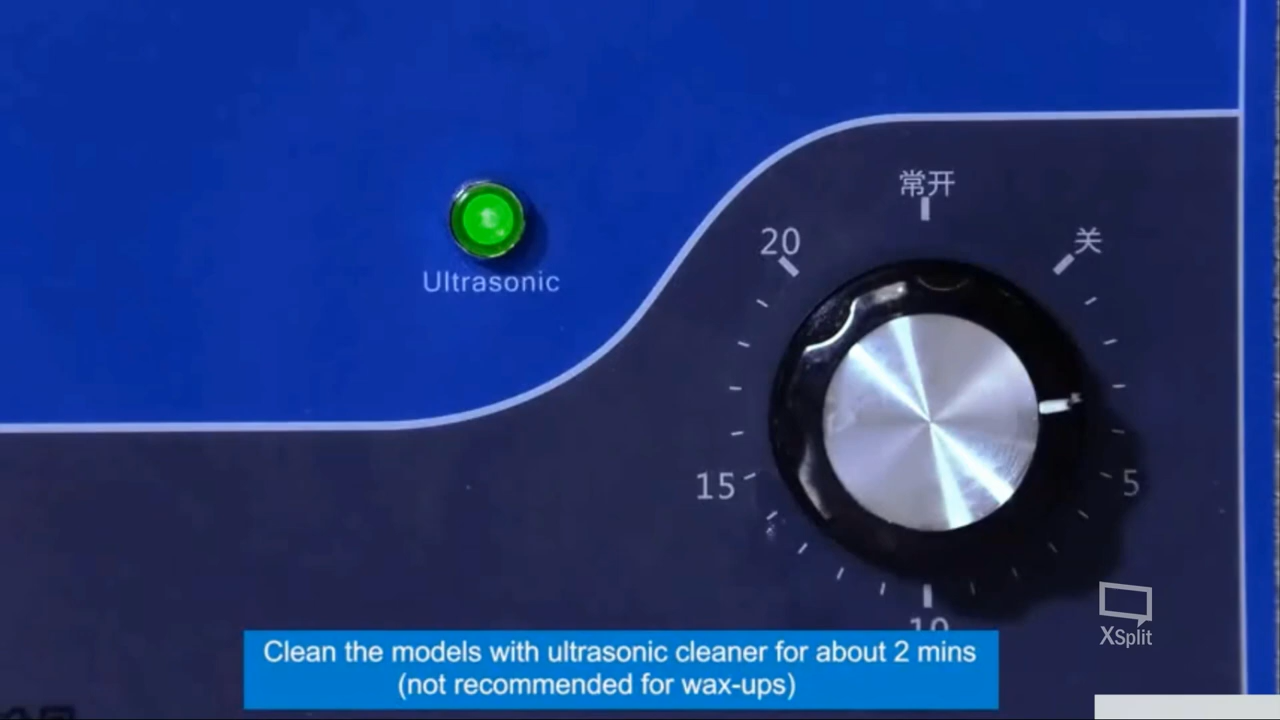 常开
20
关
Ultrasonic
15
5
10
Clean the models with ultrasonic cleaner for about 2 mins
(not recommended for wax-ups)
XSplit